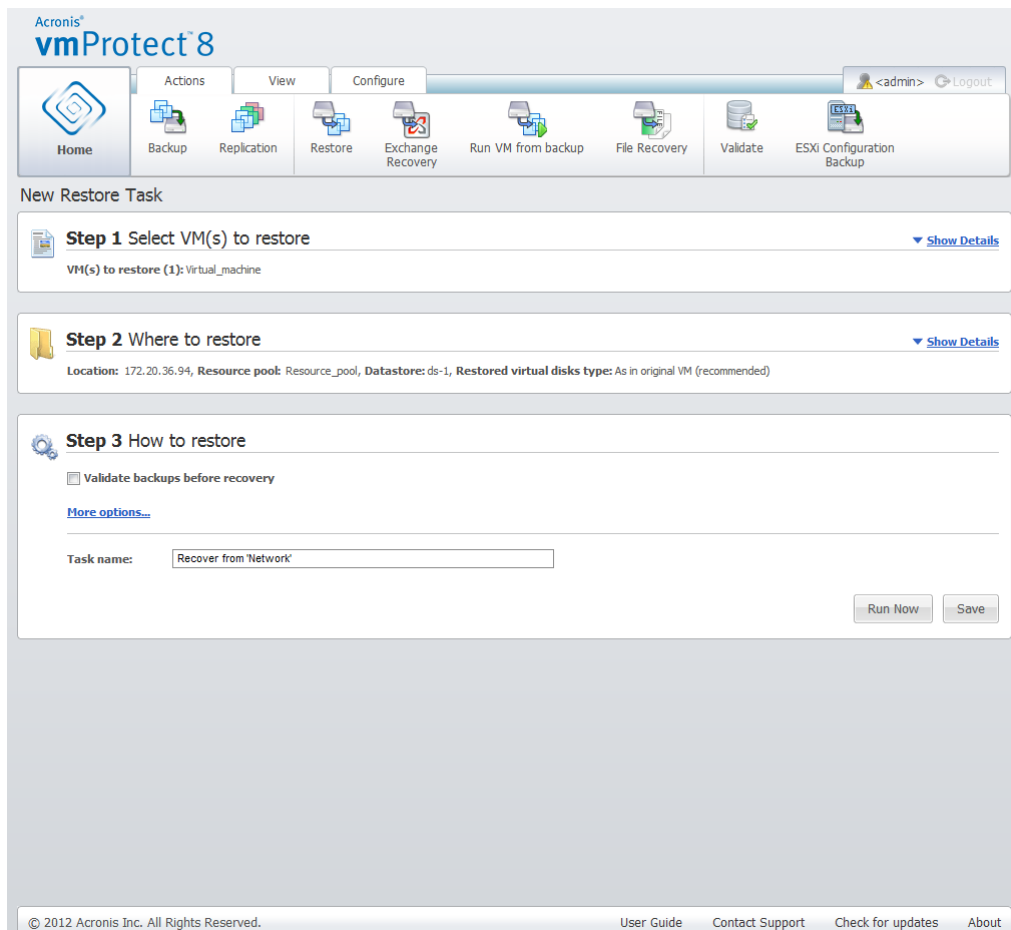 Acronis®
vmProtect™ 8
Actions View Configure <admin> Logout
Home Backup Replication Restore Exchange Recovery Run VM from backup File Recovery Validate ESXi Configuration Backup
New Restore Task
Step 1 Select VM(s) to restore
Show Details
VM(s) to restore (1): Virtual_machine
Step 2 Where to restore
Show Details
Location: 172.20.36.94, Resource pool: Resource_pool, Datastore: ds-1, Restored virtual disks type: As in original VM (recommended)
Step 3 How to restore
Validate backups before recovery
More options...
Task name: Recover from 'Network'
Run Now Save
© 2012 Acronis Inc. All Rights Reserved. User Guide Contact Support Check for updates About